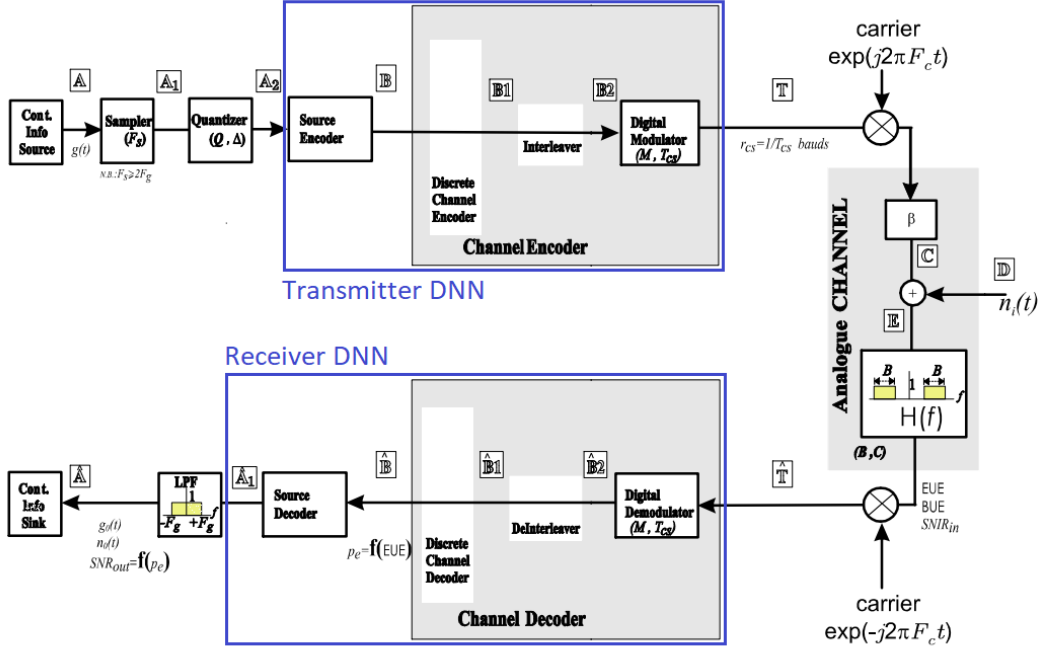 carrier
exp(j2πF_c t)
𝔸
𝔸₁
𝔸₂
𝔹
𝔹1
𝔹2
𝕋
Cont.
Info
Source
g(t)
Sampler
(F_S)
N.B.:F_S⩾2F_g
Quantizer
(Q , Δ)
Source
Encoder
Discrete
Channel
Encoder
Interleaver
Digital
Modulator
(M, T_CS)
r_CS=1/T_CS bauds
Channel Encoder
Transmitter DNN
Analogue CHANNEL
β
ℂ
𝔻
+
n_i(t)
𝔼
B
B
1
f
H(f)
(B,C)
Receiver DNN
𝔸̂
𝔸̂₁
𝔹̂
𝔹̂1
𝔹̂2
𝕋̂
Cont.
Info
Sink
LPF
1
f
-F_g +F_g
g₀(t)
n₀(t)
SNR_out=f(p_e)
Source
Decoder
p_e=f(EUE)
Discrete
Channel
Decoder
DeInterleaver
Digital
Demodulator
(M, T_CS)
Channel Decoder
EUE
BUE
SNIR_in
carrier
exp(-j2πF_c t)